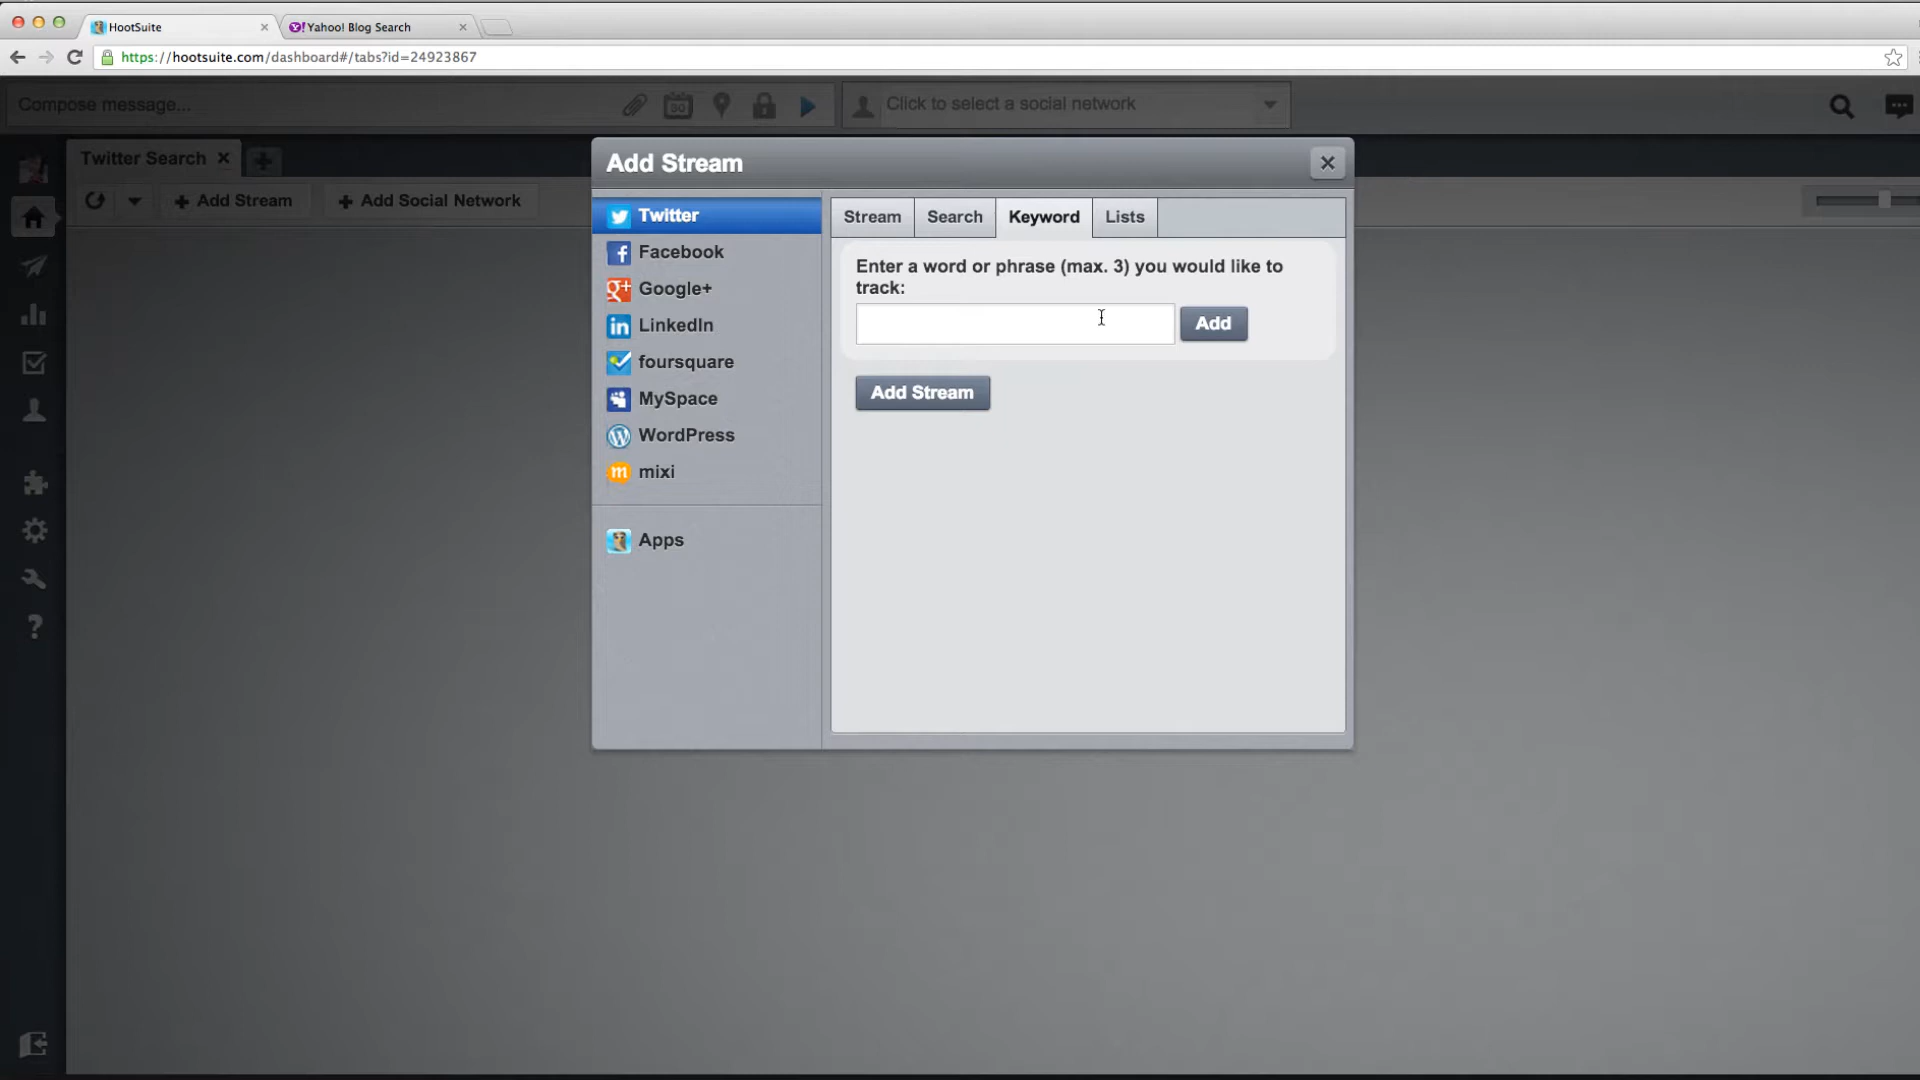 HootSuite
Yahoo! Blog Search
https://hootsuite.com/dashboard#/tabs?id=24923867
Compose message...
30
Click to select a social network
Twitter Search
Add Stream
Add Social Network
Add Stream
Twitter
Facebook
Google+
LinkedIn
foursquare
MySpace
WordPress
mixi
Apps
Stream
Search
Keyword
Lists
Enter a word or phrase (max. 3) you would like to
track:
Add
Add Stream